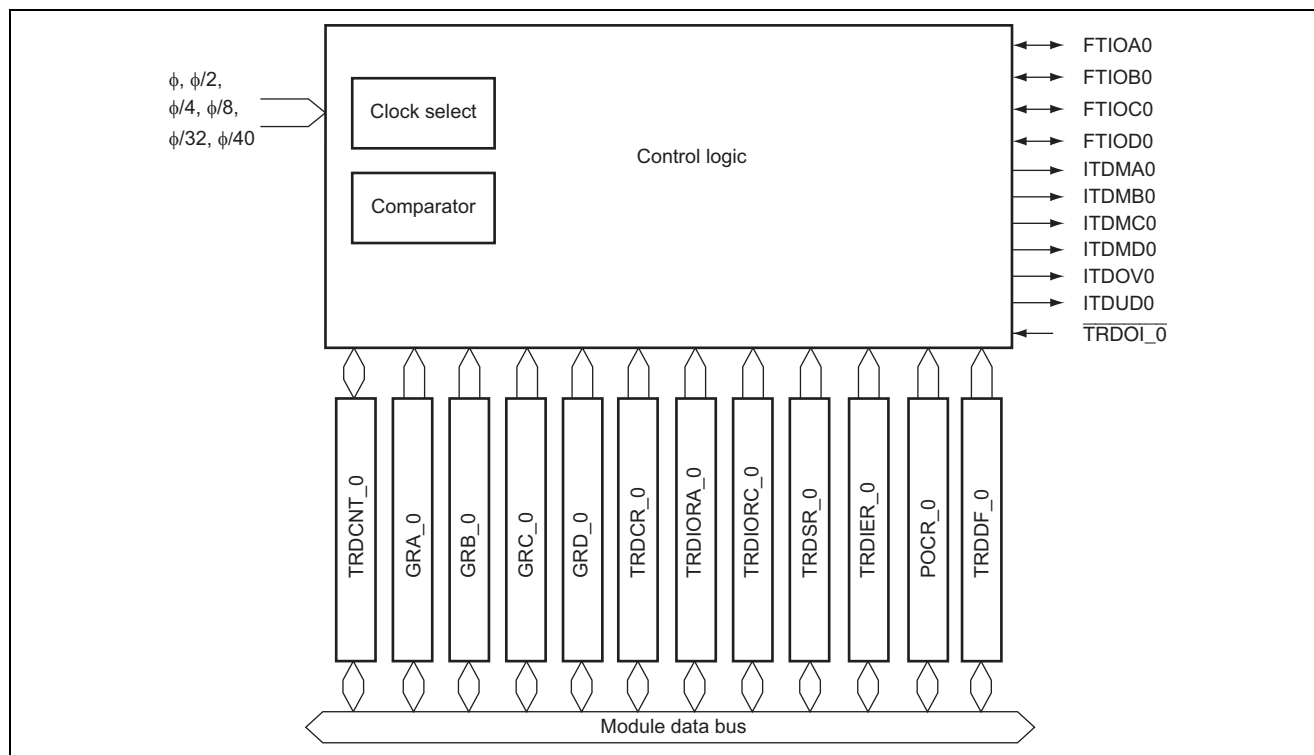 ϕ, ϕ/2,
ϕ/4, ϕ/8,
ϕ/32, ϕ/40
Clock select
Comparator
Control logic
FTIOA0
FTIOB0
FTIOC0
FTIOD0
ITDMA0
ITDMB0
ITDMC0
ITDMD0
ITDOV0
ITDUD0
TRDOI_0
TRDCNT_0
GRA_0
GRB_0
GRC_0
GRD_0
TRDCR_0
TRDIORA_0
TRDIORC_0
TRDSR_0
TRDIER_0
POCR_0
TRDDF_0
Module data bus